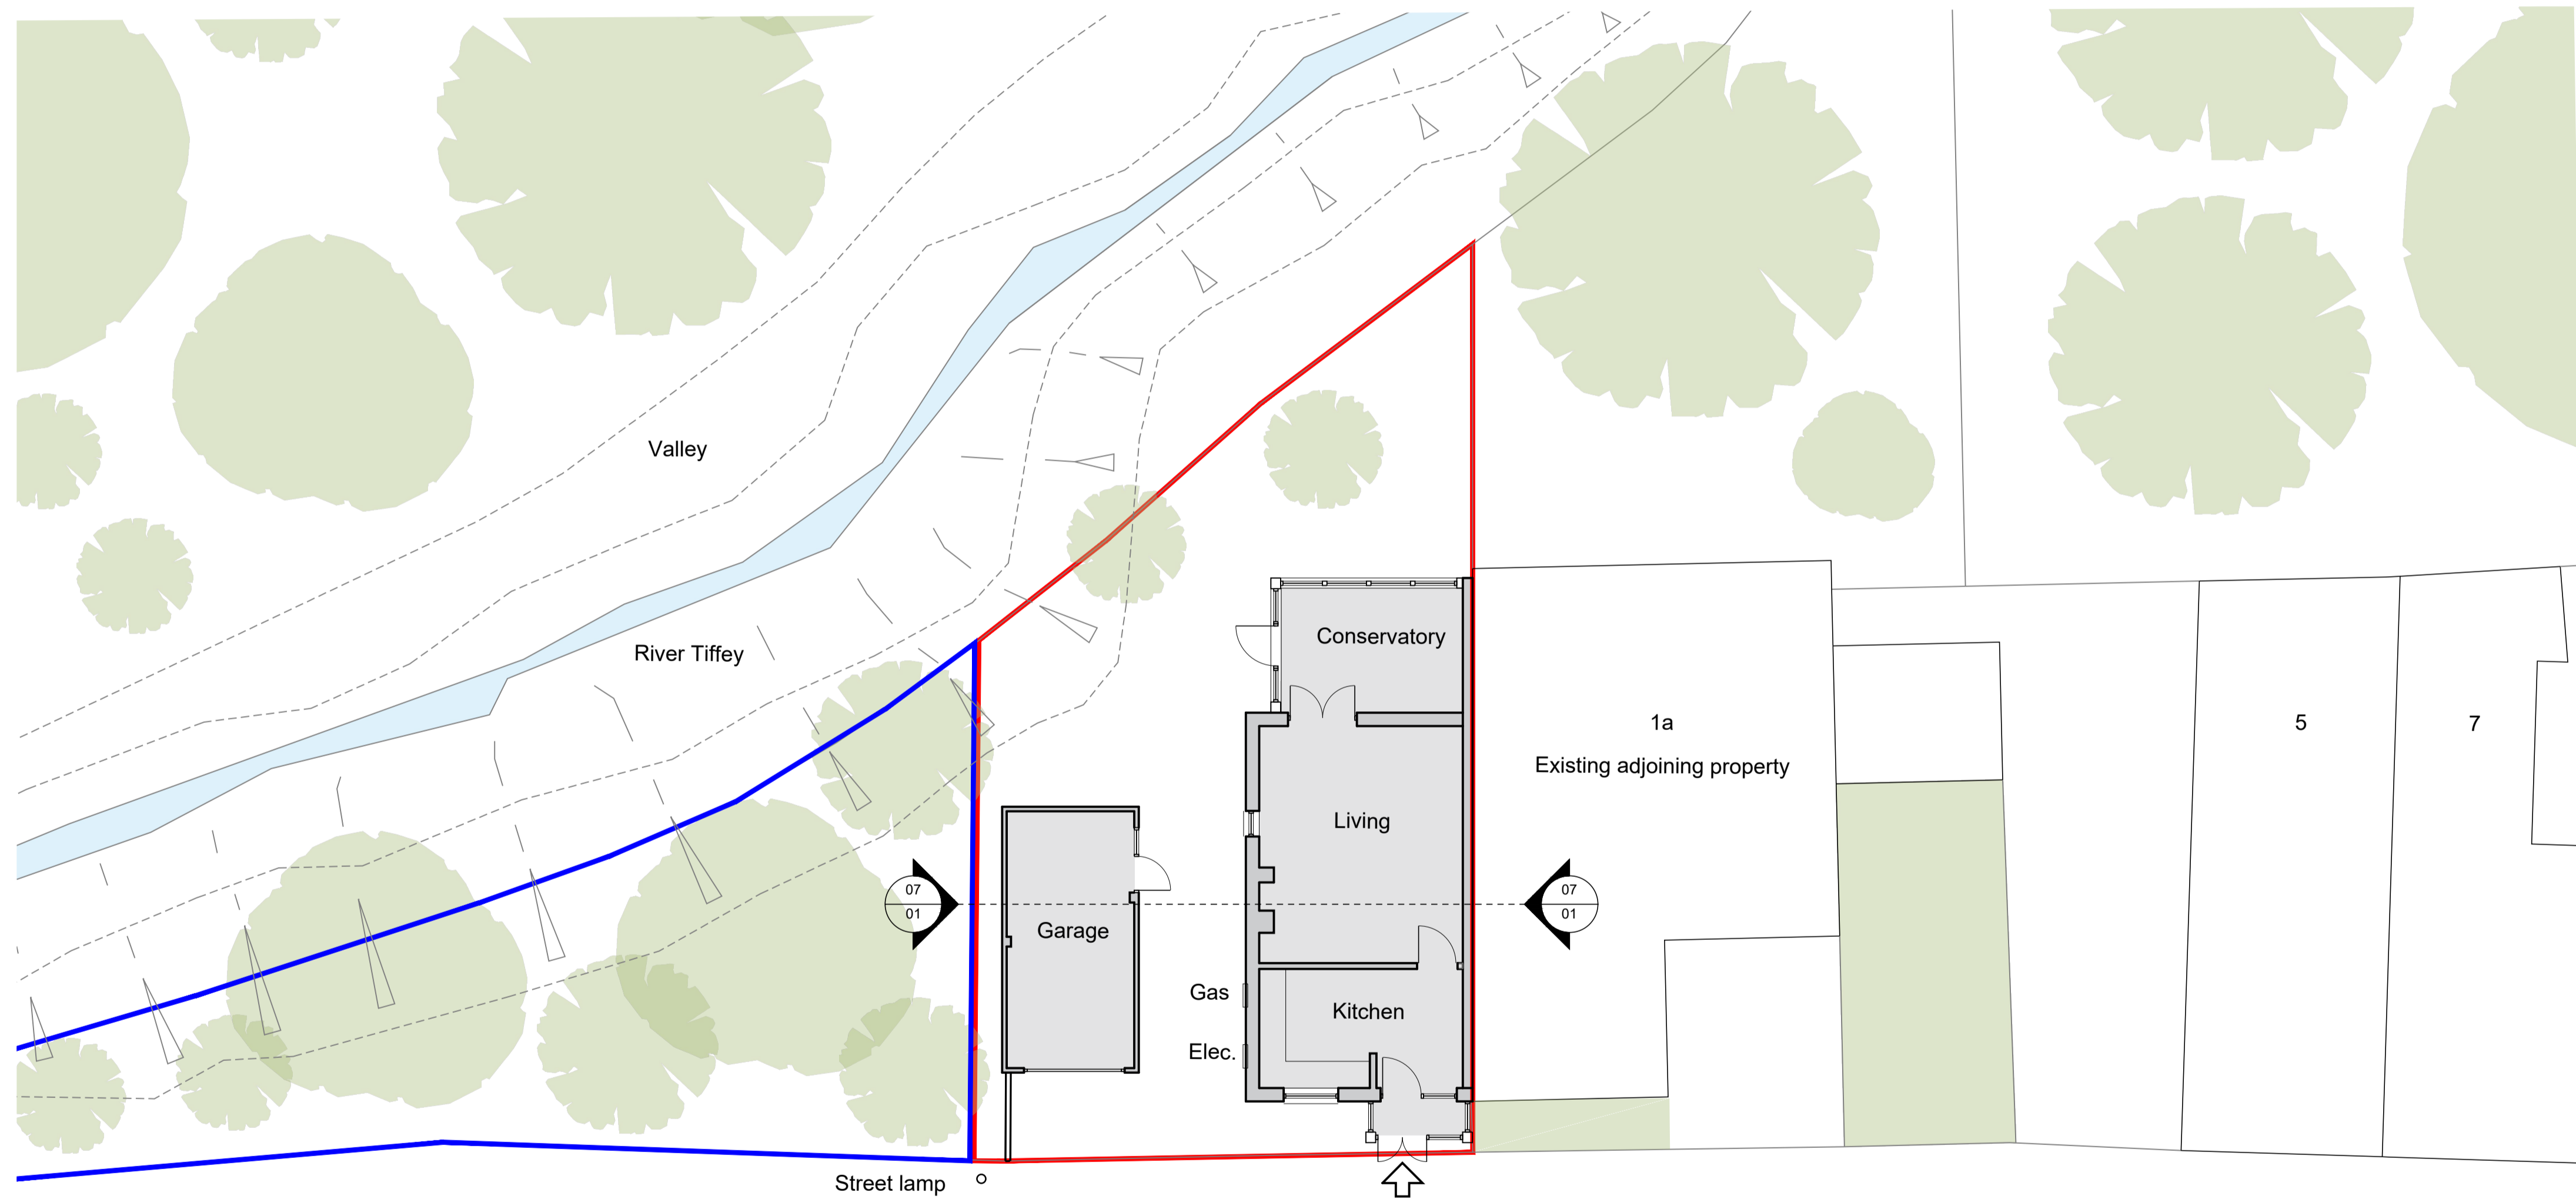 Valley
River Tiffey
Conservatory
1a
5
7
Existing adjoining property
Living
07
01
07
01
Garage
Gas
Kitchen
Elec.
Street lamp